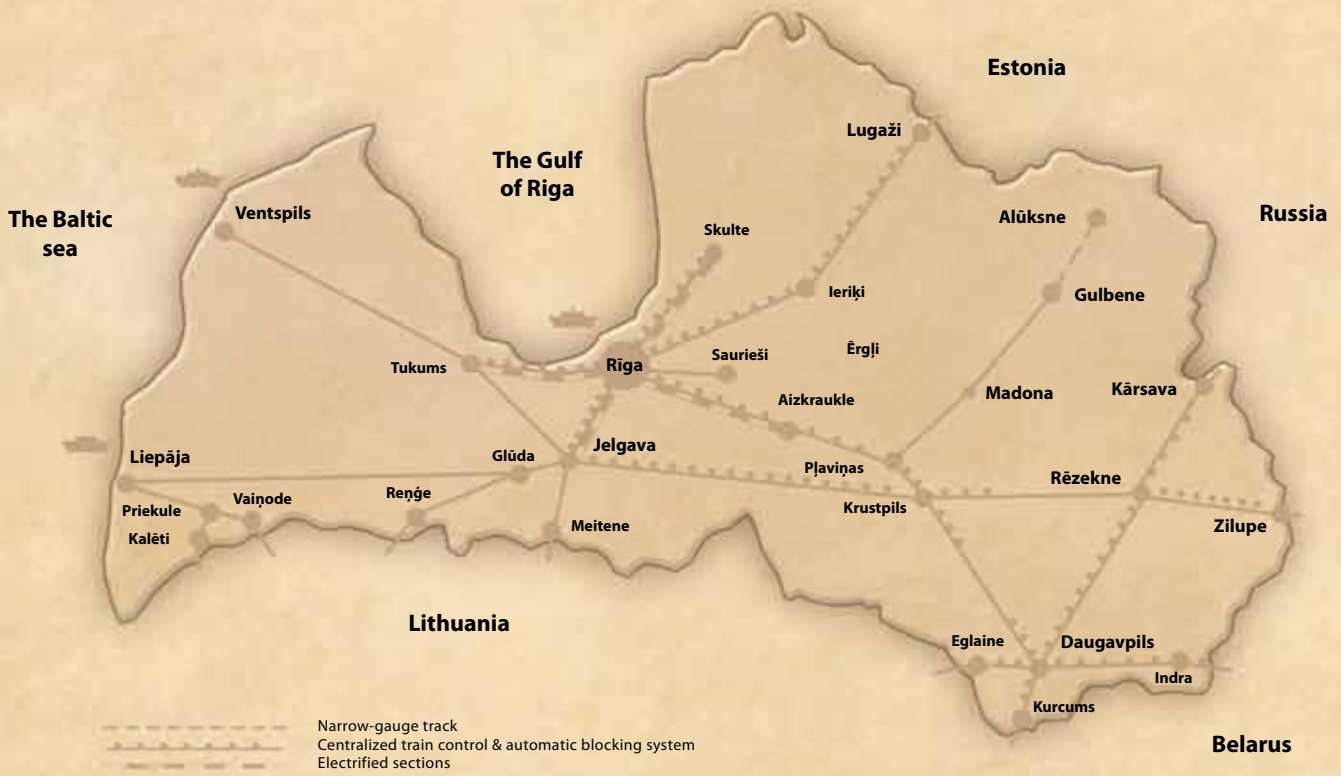 Estonia
Lugaži
The Gulf
of Riga
Ventspils
The Baltic
sea
Alūksne
Russia
Skulte
Ieriķi
Gulbene
Ērgļi
Saurieši
Rīga
Tukums
Madona
Kārsava
Aizkraukle
Jelgava
Glūda
Liepāja
Pļaviņas
Rēzekne
Reņģe
Vaiņode
Priekule
Krustpils
Meitene
Zilupe
Kalēti
Lithuania
Eglaine
Daugavpils
Indra
Kurcums
Narrow-gauge track
Centralized train control & automatic blocking system
Electrified sections
Belarus